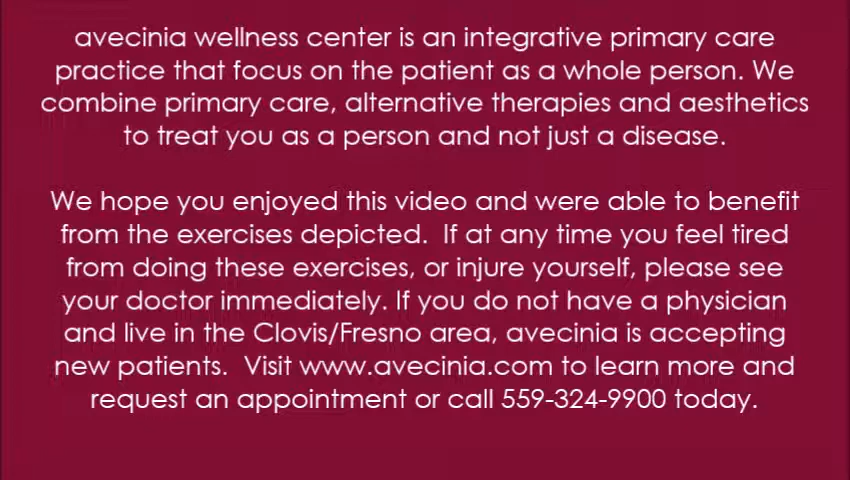 avecinia wellness center is an integrative primary care
practice that focus on the patient as a whole person. We
combine primary care, alternative therapies and aesthetics
to treat you as a person and not just a disease.
We hope you enjoyed this video and were able to benefit
from the exercises depicted.  If at any time you feel tired
from doing these exercises, or injure yourself, please see
your doctor immediately. If you do not have a physician
and live in the Clovis/Fresno area, avecinia is accepting
new patients.  Visit www.avecinia.com to learn more and
request an appointment or call 559-324-9900 today.